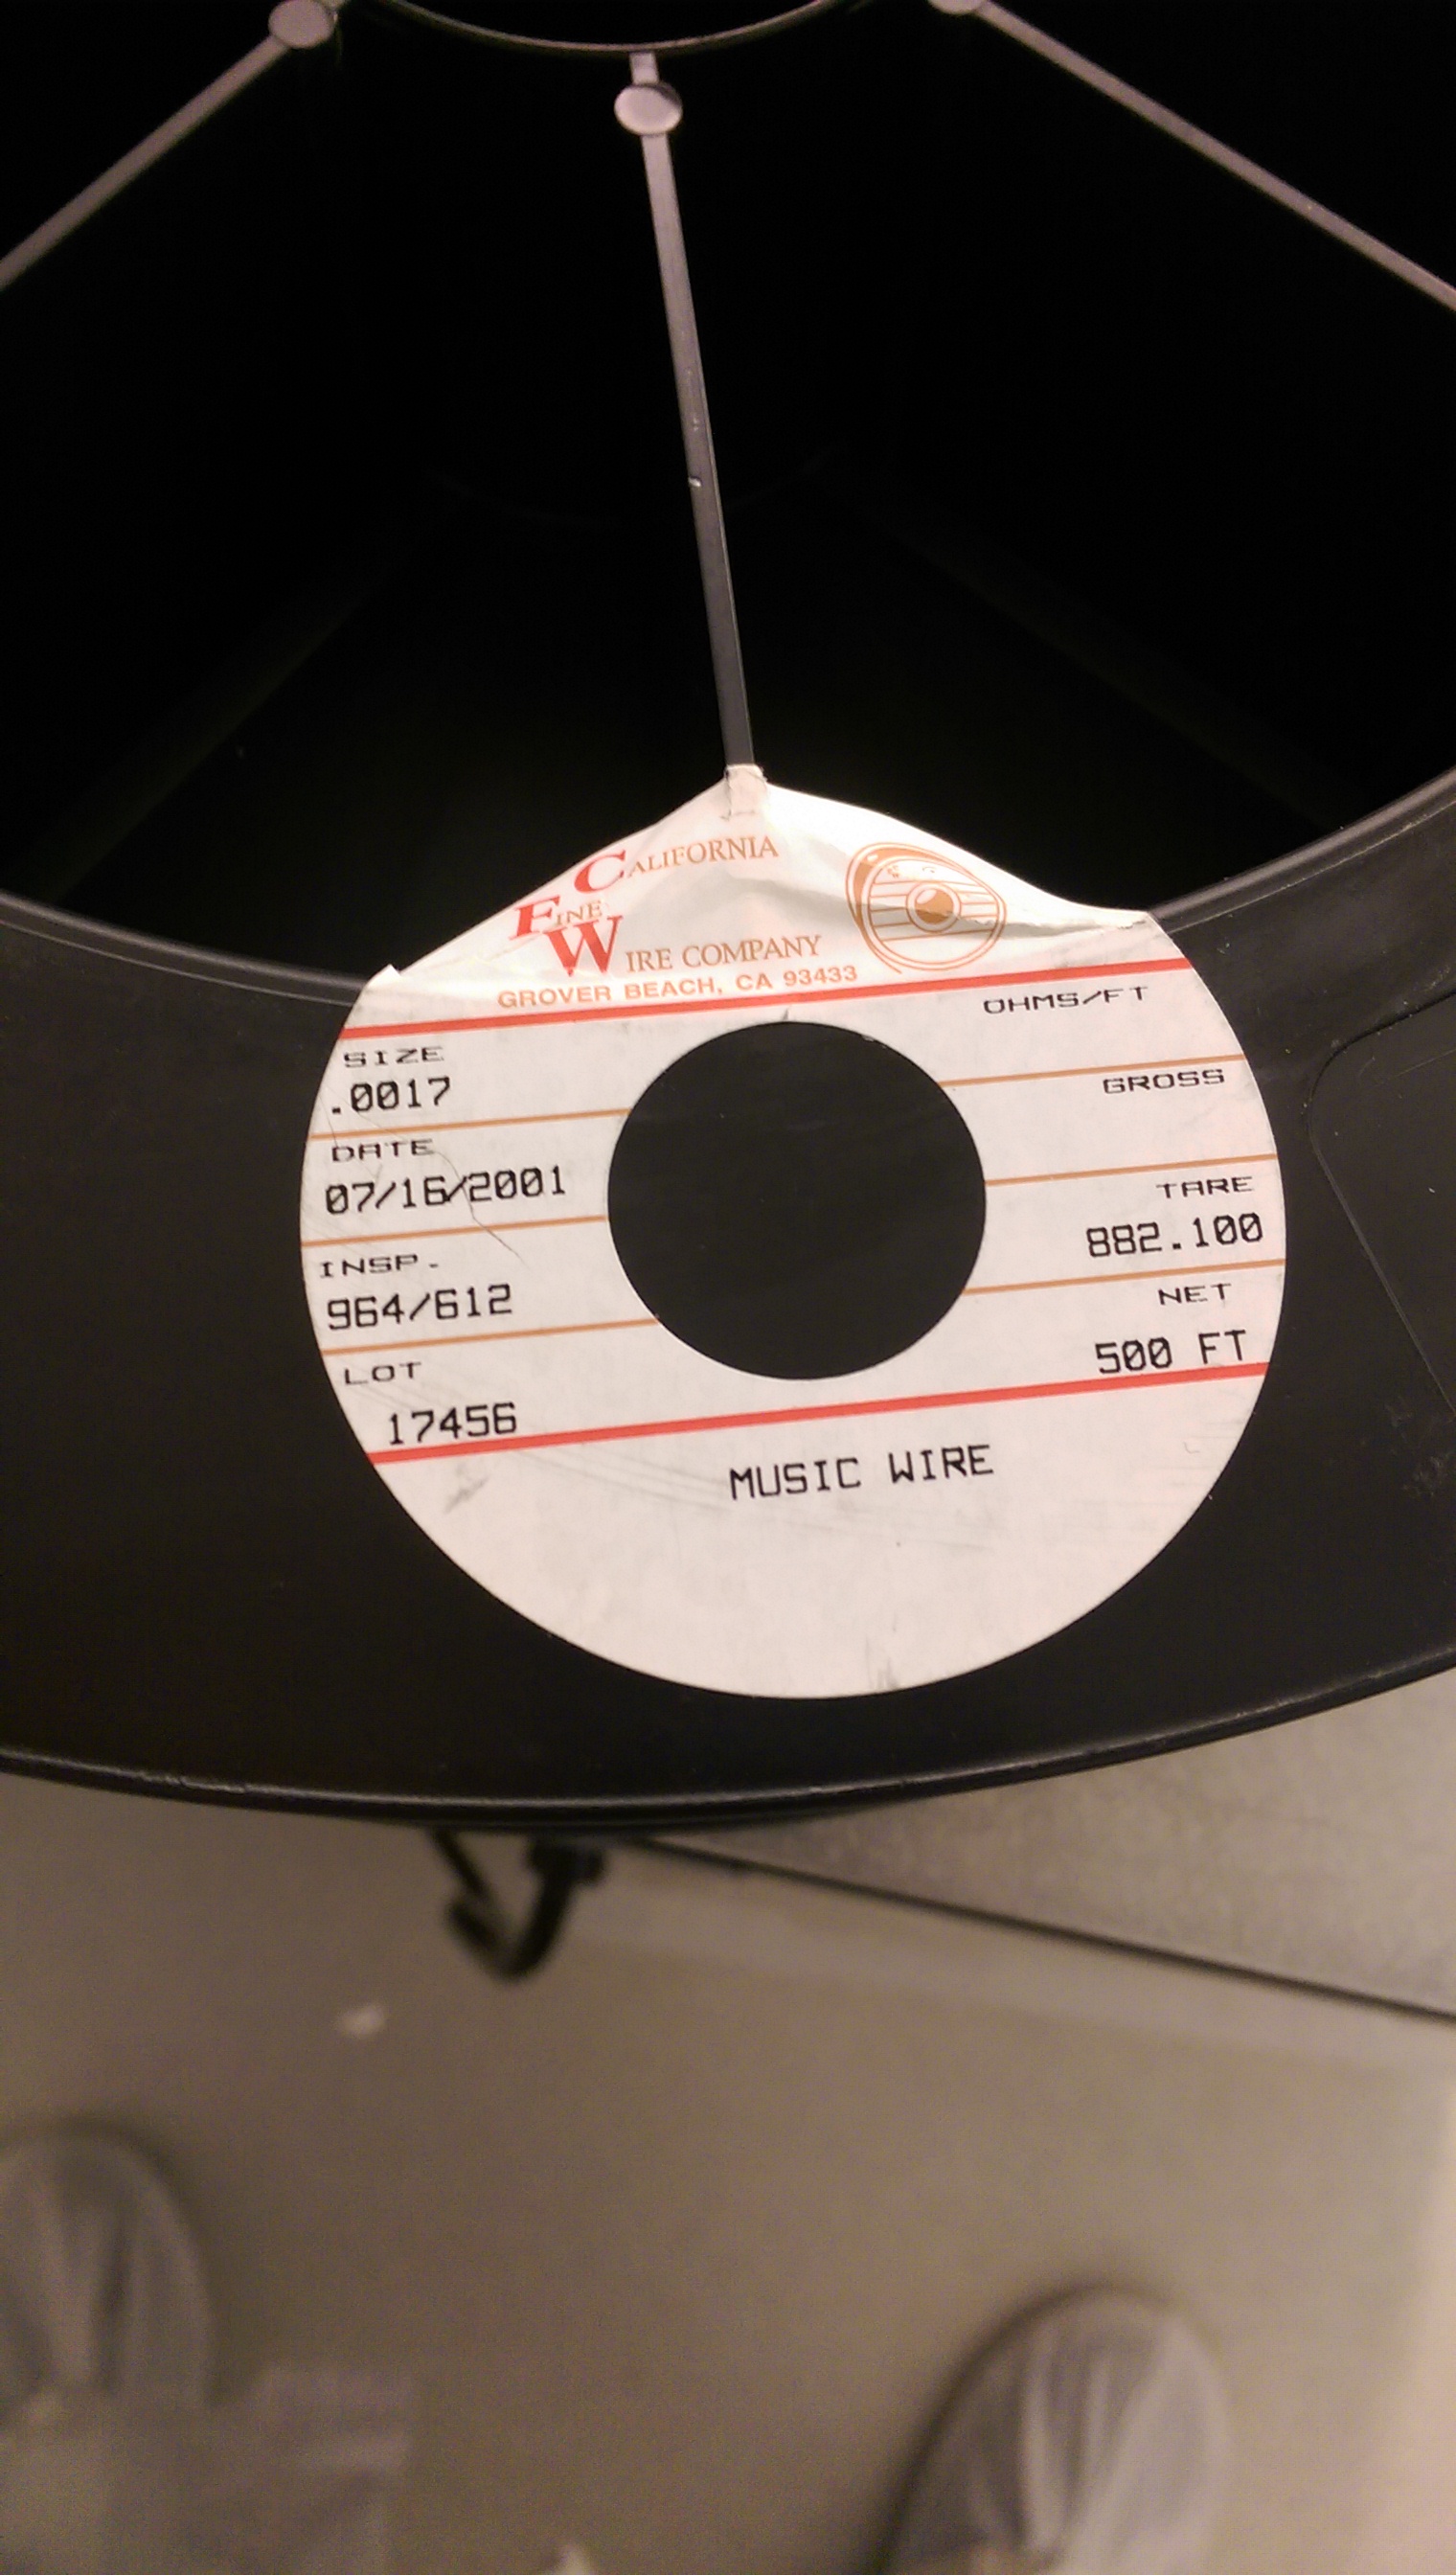 CALIFORNIA
FINE
WIRE COMPANY
GROVER BEACH, CA 93433
OHMS/FT
SIZE
.0017
GROSS
DATE
07/16/2001
TARE
882.100
INSP.
964/612
NET
500 FT
LOT
17456
MUSIC WIRE